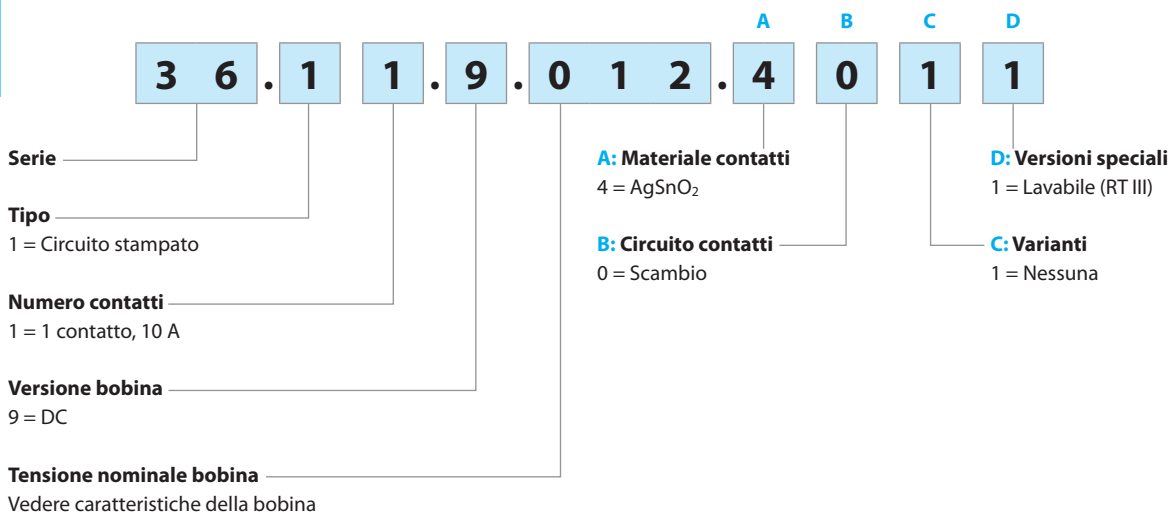 A B C D
3 6 . 1 1 . 9 . 0 1 2 . 4 0 1 1
Serie
Tipo
1 = Circuito stampato
Numero contatti
1 = 1 contatto, 10 A
Versione bobina
9 = DC
Tensione nominale bobina
Vedere caratteristiche della bobina
A: Materiale contatti
4 = AgSnO₂
B: Circuito contatti
0 = Scambio
D: Versioni speciali
1 = Lavabile (RT III)
C: Varianti
1 = Nessuna